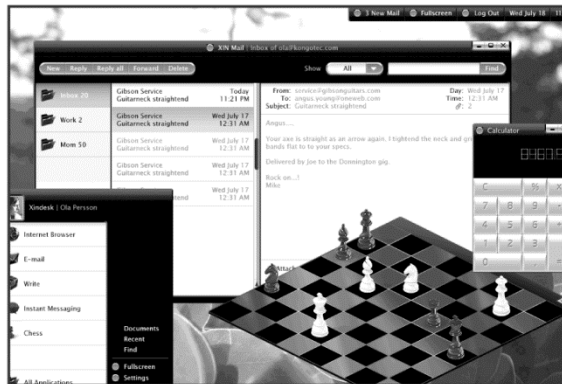 3 New Mail Fullscreen Log Out Wed July 18 11
XIN Mail | Inbox of ola@kongotec.com
New Reply Reply all Forward Delete Show All Find
Inbox 20
Work 2
Mom 50
Gibson Service Today
Guitarneck straightend 11:21 PM
Gibson Service Wed July 17
Guitarneck straightend 12:31 AM
Gibson Service Wed July 17
Guitarneck straightend 12:31 AM
Gibson Service Wed July 17
Guitarneck straightend 12:31 AM
From: service@gibsonguitars.com Day: Wed July 17
To: Time: 12:31 AM
Subject: Guitarneck straightend 2
Angus....
Your axe is straight as an arrow again. I tightend the neck and
bands flat to to your specs.
Delivered by Joe to the Donnington gig.
Rock on...!
Mike
Attac
Calculator
C % X
7 8 9 -
4 5 6 +
1 2 3
0 . , =
Xindesk | Ola Persson
Internet Browser
E-mail
Write
Instant Messaging
Chess
All Applications
Documents
Recent
Find
Fullscreen
Settings